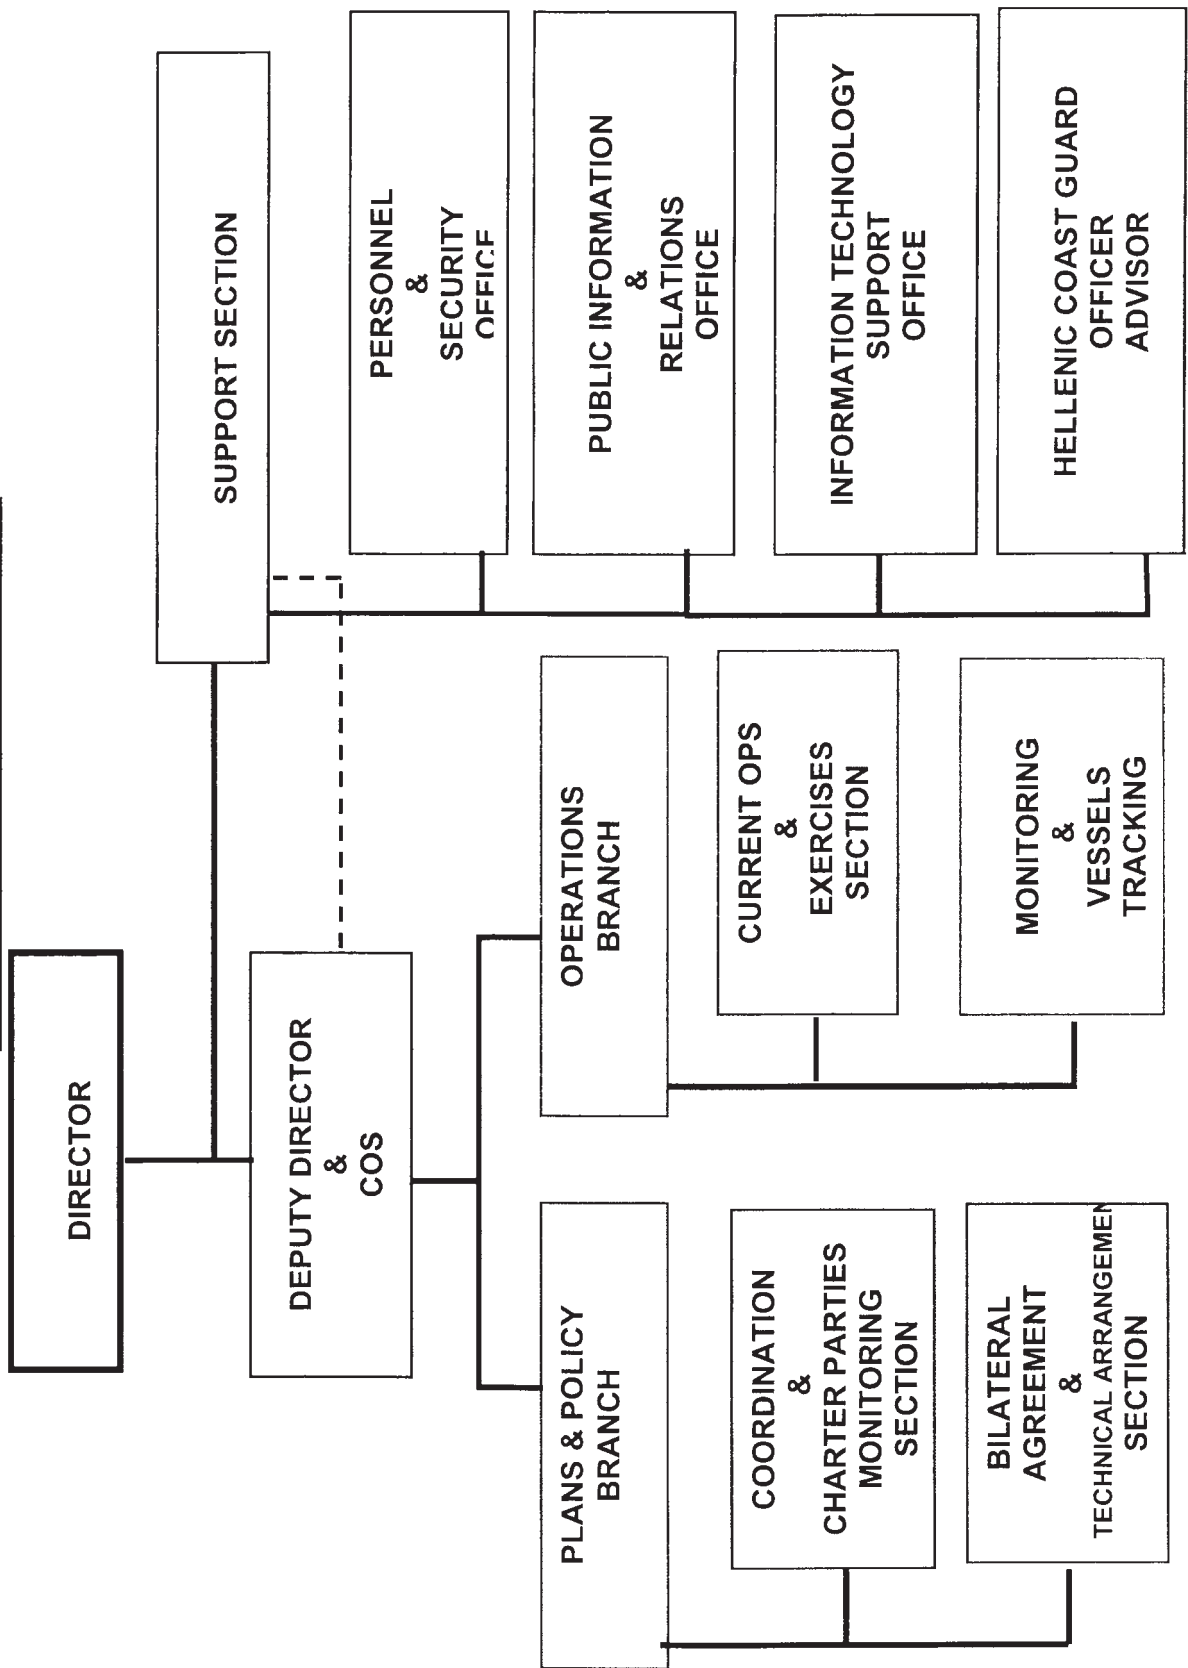 DIRECTOR
SUPPORT SECTION
DEPUTY DIRECTOR
&
COS
PLANS & POLICY
BRANCH
OPERATIONS
BRANCH
COORDINATION
&
CHARTER PARTIES
MONITORING
SECTION
BILATERAL
AGREEMENT
&
TECHNICAL ARRANGEMEN
SECTION
CURRENT OPS
&
EXERCISES
SECTION
MONITORING
&
VESSELS
TRACKING
PERSONNEL
&
SECURITY
OFFICE
PUBLIC INFORMATION
&
RELATIONS
OFFICE
INFORMATION TECHNOLOGY
SUPPORT
OFFICE
HELLENIC COAST GUARD
OFFICER
ADVISOR